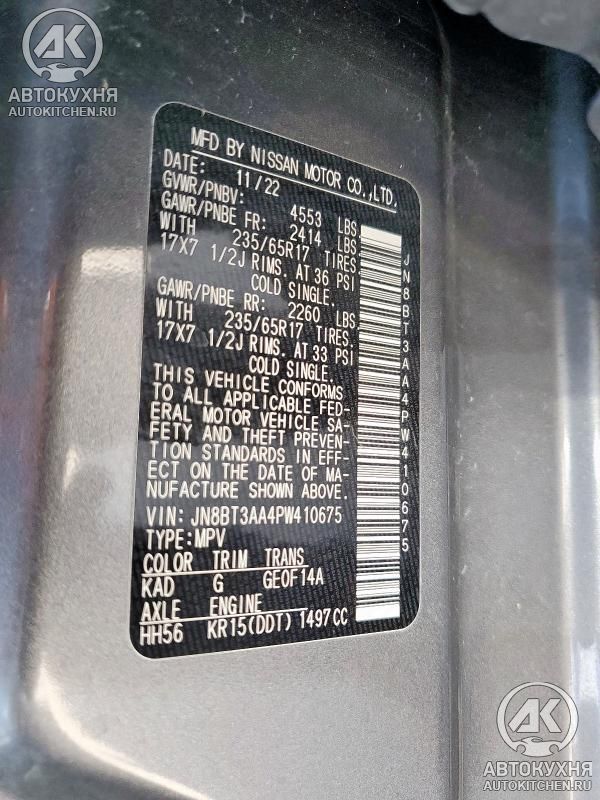 АК
АВТОКУХНЯ
AUTOKITCHEN.RU
MFD BY NISSAN MOTOR CO.,LTD.
DATE: 11/22
GVWR/PNBV: 4553 LBS.
GAWR/PNBE FR: 2414 LBS.
WITH 235/65R17 TIRES.
17X7 1/2J RIMS. AT 36 PSI
COLD SINGLE.
GAWR/PNBE RR: 2260 LBS.
WITH 235/65R17 TIRES.
17X7 1/2J RIMS. AT 33 PSI
COLD SINGLE.
THIS VEHICLE CONFORMS
TO ALL APPLICABLE FED-
ERAL MOTOR VEHICLE SA-
FETY AND THEFT PREVEN-
TION STANDARDS IN EFF-
ECT ON THE DATE OF MA-
NUFACTURE SHOWN ABOVE.
VIN: JN8BT3AA4PW410675
TYPE:MPV
COLOR TRIM TRANS
KAD G GE0F14A
AXLE ENGINE
HH56 KR15(DDT) 1497CC
JN8BT3AA4PW410675
АК
АВТОКУХНЯ
AUTOKITCHEN.RU